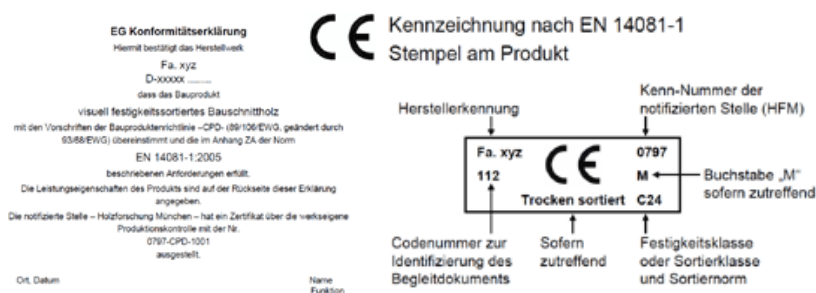 EG Konformitätserklärung
Hiermit bestätigt das Herstellwerk
Fa. xyz
D-xxxxx ........
dass das Bauprodukt
visuell festigkeitssortiertes Bauschnittholz
mit den Vorschriften der Bauproduktenrichtlinie –CPD- (89/106/EWG, geändert durch
93/68/EWG) übereinstimmt und die im Anhang ZA der Norm
EN 14081-1:2005
beschriebenen Anforderungen erfüllt.
Die Leistungseigenschaften des Produkts sind auf der Rückseite dieser Erklärung
angegeben.
Die notifizierte Stelle – Holzforschung München – hat ein Zertifikat über die werkseigene
Produktionskontrolle mit der Nr.
0797-CPD-1001
ausgestellt.
Ort, Datum
Name
Funktion
CE Kennzeichnung nach EN 14081-1
Stempel am Produkt
Herstellerkennung
Kenn-Nummer der
notifizierten Stelle (HFM)
Fa. xyz CE 0797
112 M
Trocken sortiert C24
Buchstabe „M"
sofern zutreffend
Codenummer zur
Identifizierung des
Begleitdokuments
Sofern
zutreffend
Festigkeitsklasse
oder Sortierklasse
und Sortiernorm